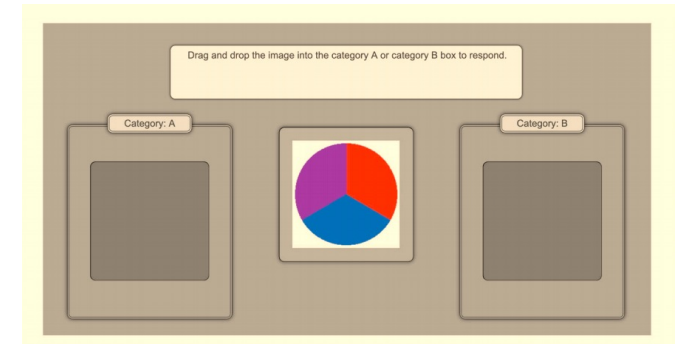 Drag and drop the image into the category A or category B box to respond.
Category: A
Category: B